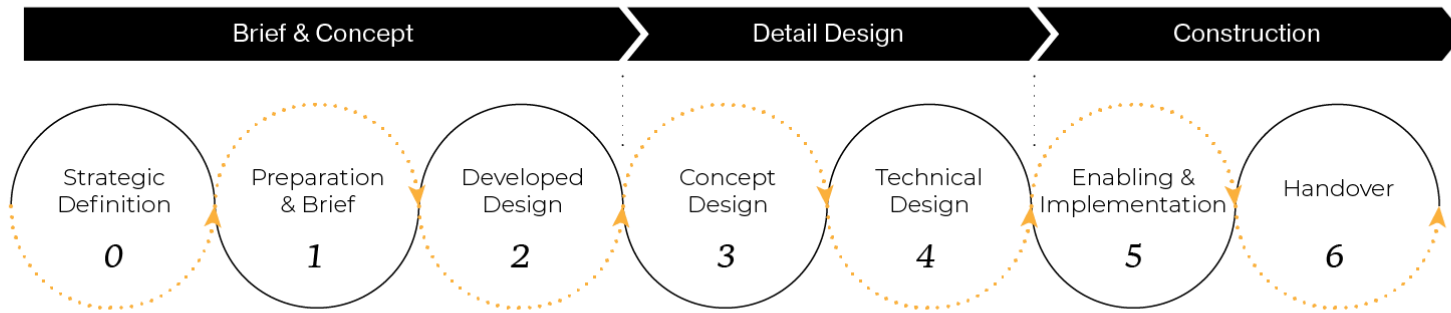 Brief & Concept
Detail Design
Construction
Strategic
Definition
0
Preparation
& Brief
1
Developed
Design
2
Concept
Design
3
Technical
Design
4
Enabling &
Implementation
5
Handover
6